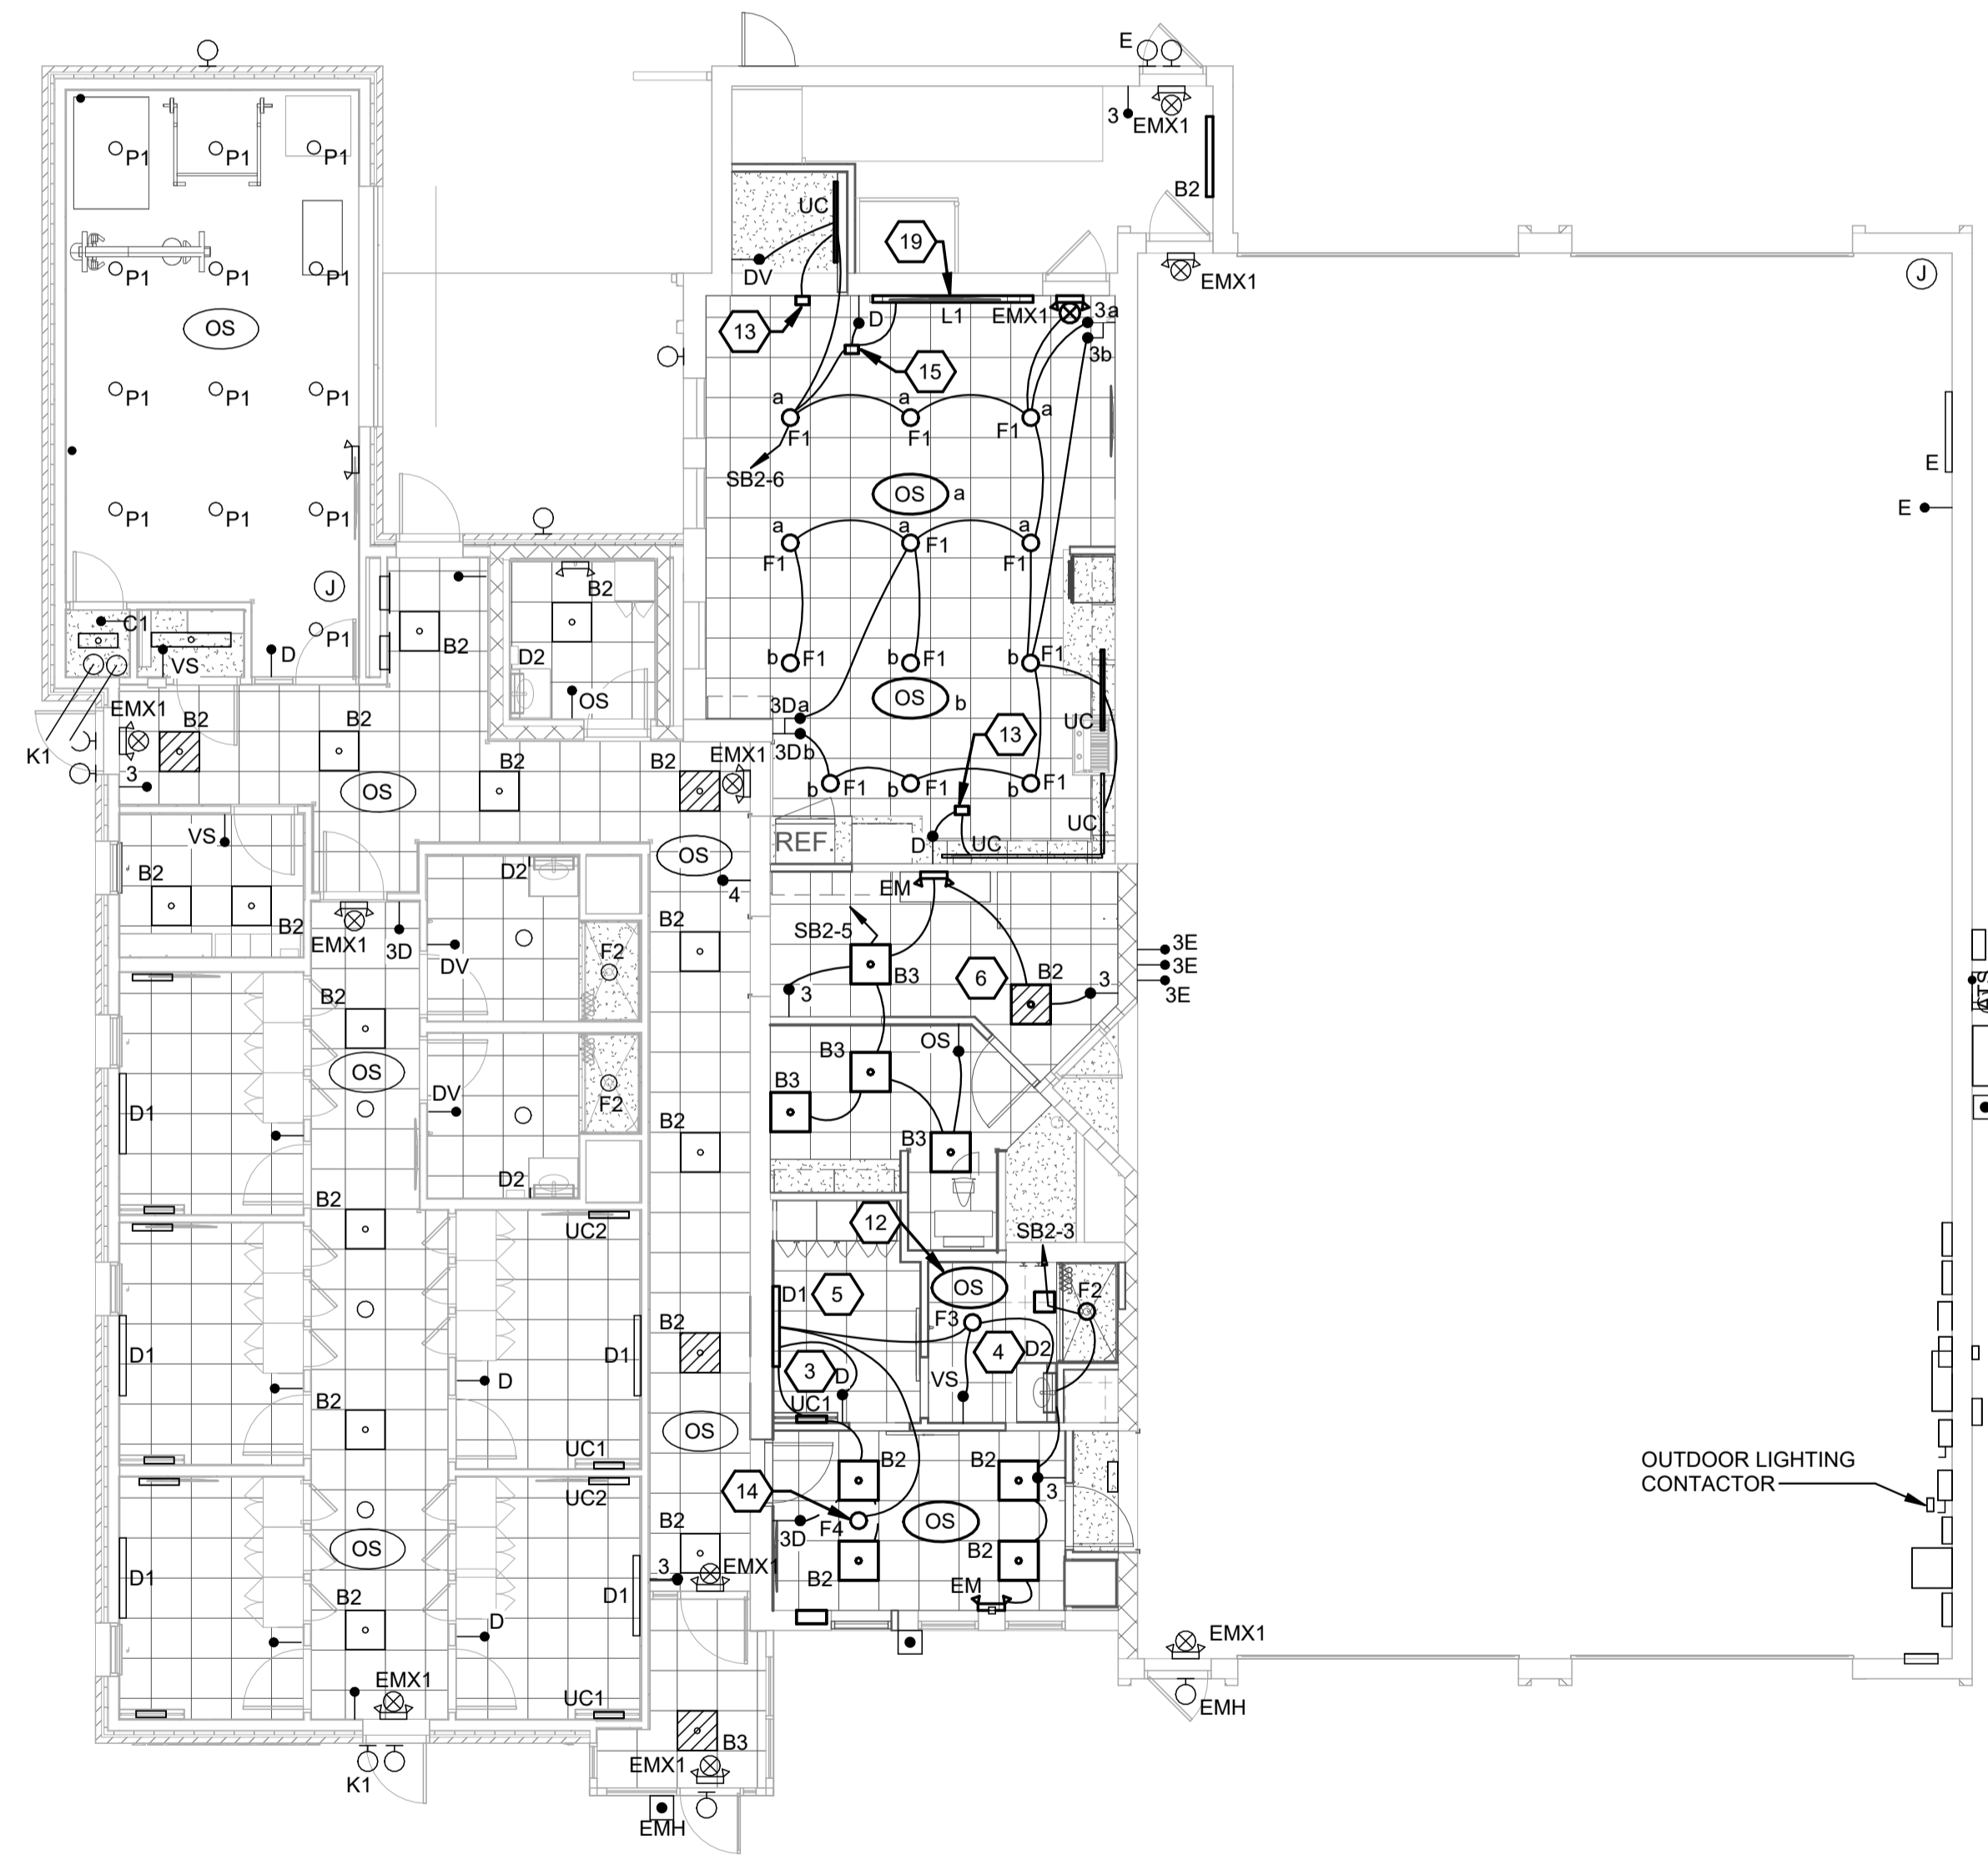 E
3
EMX1
P1 P1 P1
B2
UC
19
DV
EMX1
J
P1 P1 P1
OS
13
D
L1
EMX1
3a
3b
15
a a a
P1 P1 P1
F1 F1 F1
E
SB2-6
OS a
E
P1 P1 P1
a a a
F1 F1 F1
J
B2
C1
P1
B2
D2
VS
D
b F1 b F1 b F1
OS
OS b
3Da
3Db
UC
13
EMX1
B2
B2
K1
B2
B2
EMX1
3
OS
b F1 b F1 b F1
VS
REF.
D
UC
UC
OS
B2
D2
4
EM
B2
EMX1
3D
DV
F2
B2
SB2-5
B3
6
B2
3
3
3E
3E
3E
B2
OS
DV
F2
B3
OS
B3
D1
B2
B3
D2
B2
UC2
12
SB2-3
D1
5
OS
F2
F3
B2
D1
D1
3
4
D2
D
D
VS
UC1
B2
OS
UC1
B2
B2
OUTDOOR LIGHTING
CONTACTOR
UC2
14
3
F4
OS
B2
3D
OS
B2
B2
D1
D1
3
EMX1
EM
B2
D
EMX1
EMX1
UC1
EMH
B3
EMX1
K1
EMH